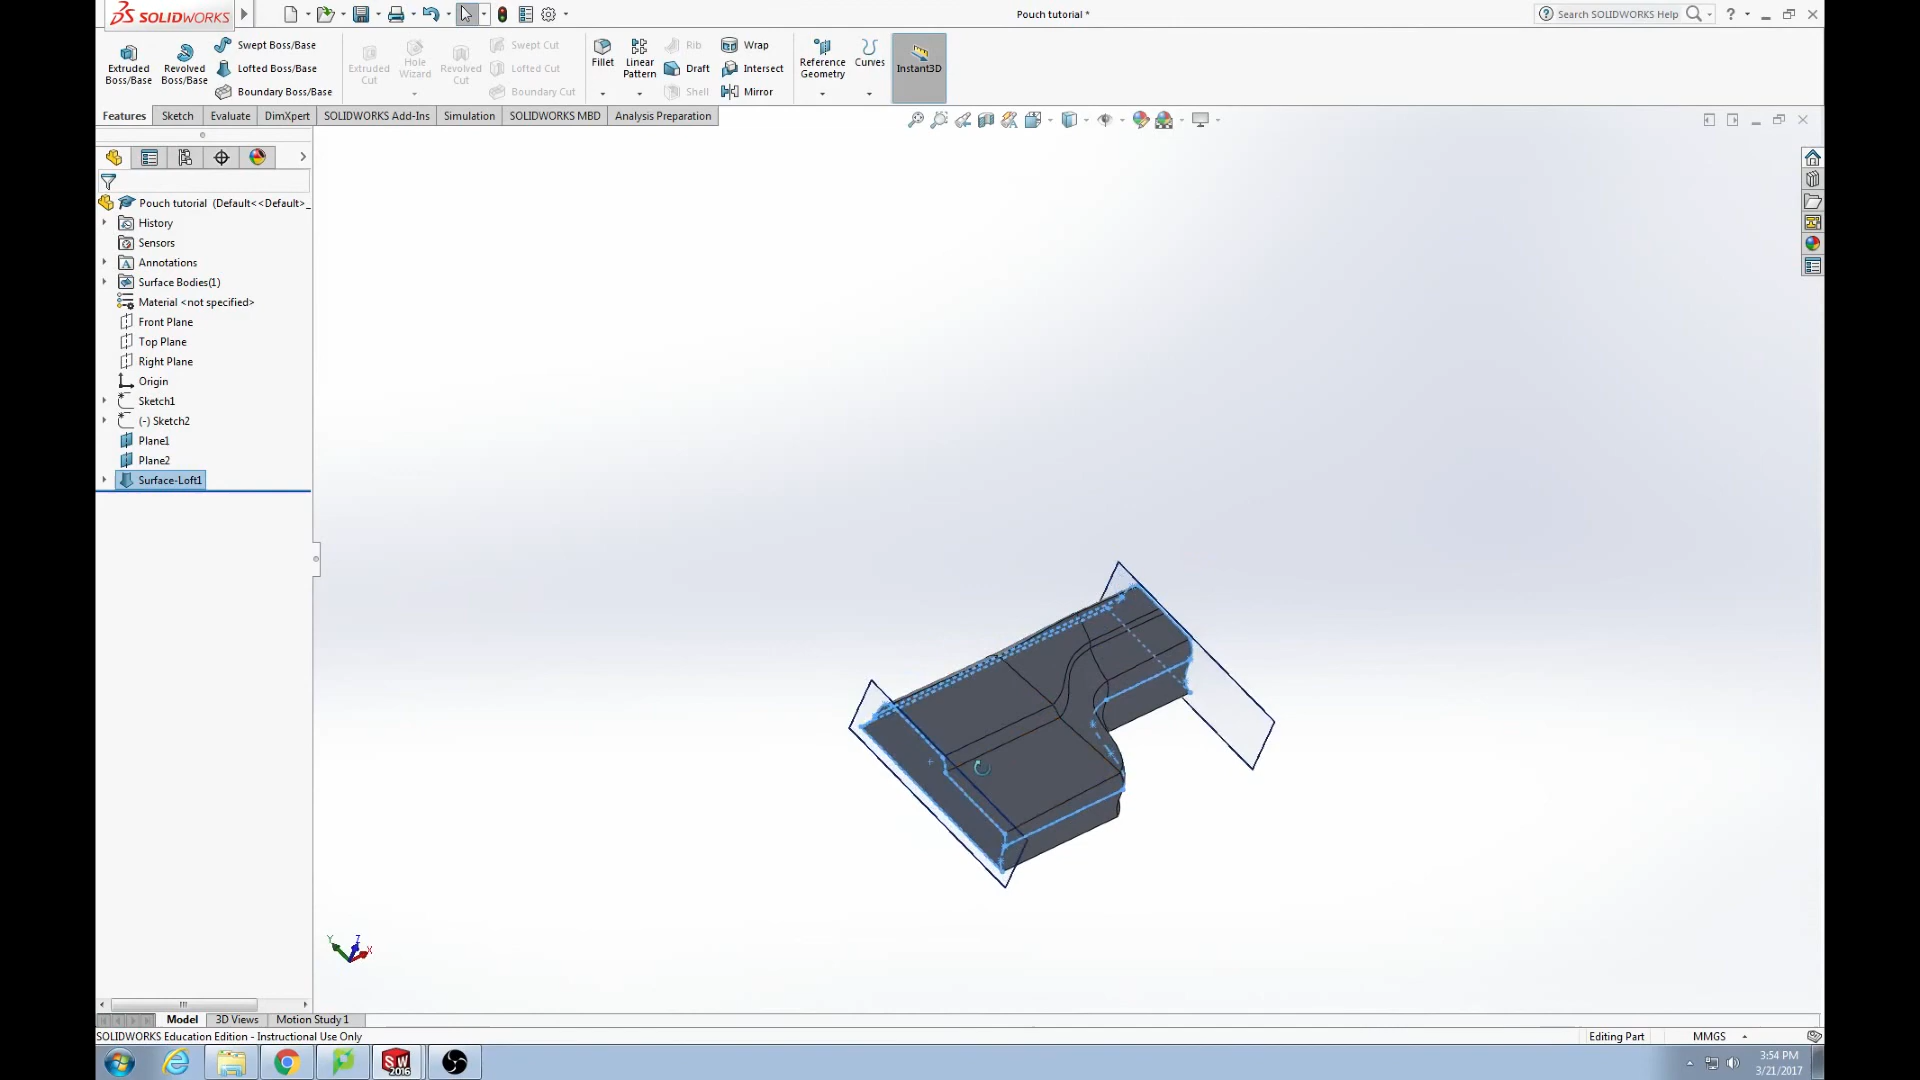 SOLIDWORKS
Pouch tutorial *
Search SOLIDWORKS Help
Extruded Boss/Base
Revolved Boss/Base
Swept Boss/Base
Lofted Boss/Base
Boundary Boss/Base
Extruded Cut
Hole Wizard
Revolved Cut
Swept Cut
Lofted Cut
Boundary Cut
Fillet
Linear Pattern
Rib
Draft
Shell
Wrap
Intersect
Mirror
Reference Geometry
Curves
Instant3D
Features
Sketch
Evaluate
DimXpert
SOLIDWORKS Add-Ins
Simulation
SOLIDWORKS MBD
Analysis Preparation
Pouch tutorial (Default<<Default>_
History
Sensors
Annotations
Surface Bodies(1)
Material <not specified>
Front Plane
Top Plane
Right Plane
Origin
Sketch1
(-) Sketch2
Plane1
Plane2
Surface-Loft1
Y
Z
X
Model
3D Views
Motion Study 1
SOLIDWORKS Education Edition - Instructional Use Only
Editing Part
MMGS
SW
2016
3:54 PM
3/21/2017